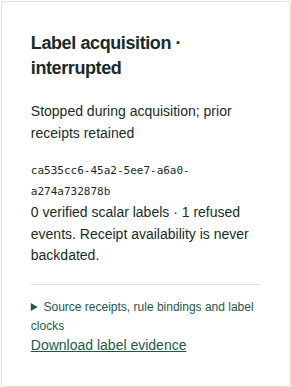 Label acquisition ·
interrupted
Stopped during acquisition; prior
receipts retained
ca535cc6-45a2-5ee7-a6a0-
a274a732878b
0 verified scalar labels · 1 refused
events. Receipt availability is never
backdated.
▶ Source receipts, rule bindings and label
clocks
Download label evidence